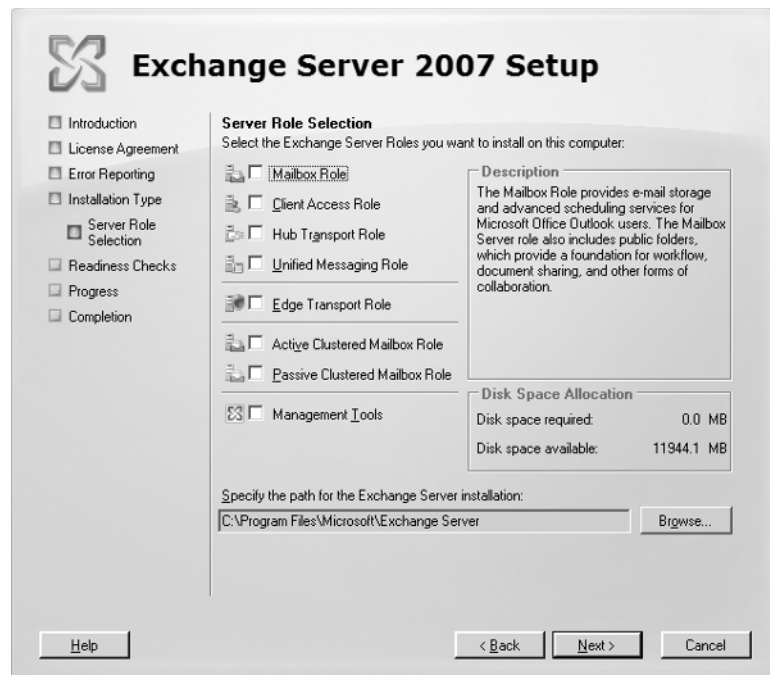 Exchange Server 2007 Setup
Introduction
License Agreement
Error Reporting
Installation Type
Server Role
Selection
Readiness Checks
Progress
Completion
Server Role Selection
Select the Exchange Server Roles you want to install on this computer:
Mailbox Role
Client Access Role
Hub Transport Role
Unified Messaging Role
Edge Transport Role
Active Clustered Mailbox Role
Passive Clustered Mailbox Role
Management Tools
Description
The Mailbox Role provides e-mail storage
and advanced scheduling services for
Microsoft Office Outlook users. The Mailbox
Server role also includes public folders,
which provide a foundation for workflow,
document sharing, and other forms of
collaboration.
Disk Space Allocation
Disk space required: 0.0 MB
Disk space available: 11944.1 MB
Specify the path for the Exchange Server installation:
C:\Program Files\Microsoft\Exchange Server
Browse...
Help
< Back
Next >
Cancel